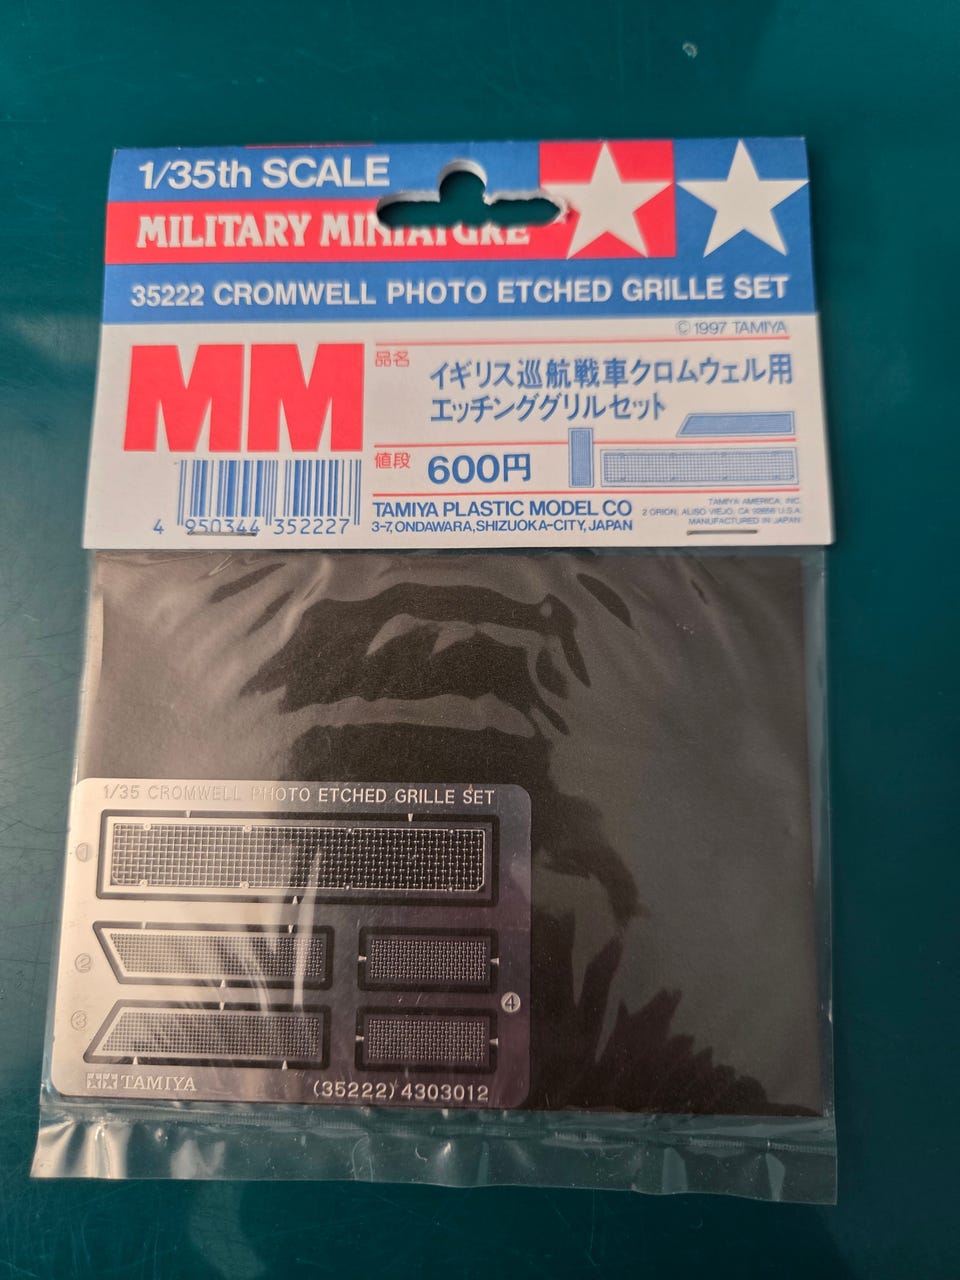 1/35th SCALE
MILITARY MINIATURE
35222 CROMWELL PHOTO ETCHED GRILLE SET
© 1997 TAMIYA
MM
品名
イギリス巡航戦車クロムウェル用
エッチンググリルセット
値段
600円
4 950344 352227
TAMIYA PLASTIC MODEL CO
3-7, ONDAWARA, SHIZUOKA-CITY, JAPAN
TAMIYA AMERICA, INC.
2 ORION, ALISO VIEJO, CA 92656 U.S.A
MANUFACTURED IN JAPAN
1/35 CROMWELL PHOTO ETCHED GRILLE SET
①
②
③
④
TAMIYA
(35222) 4303012